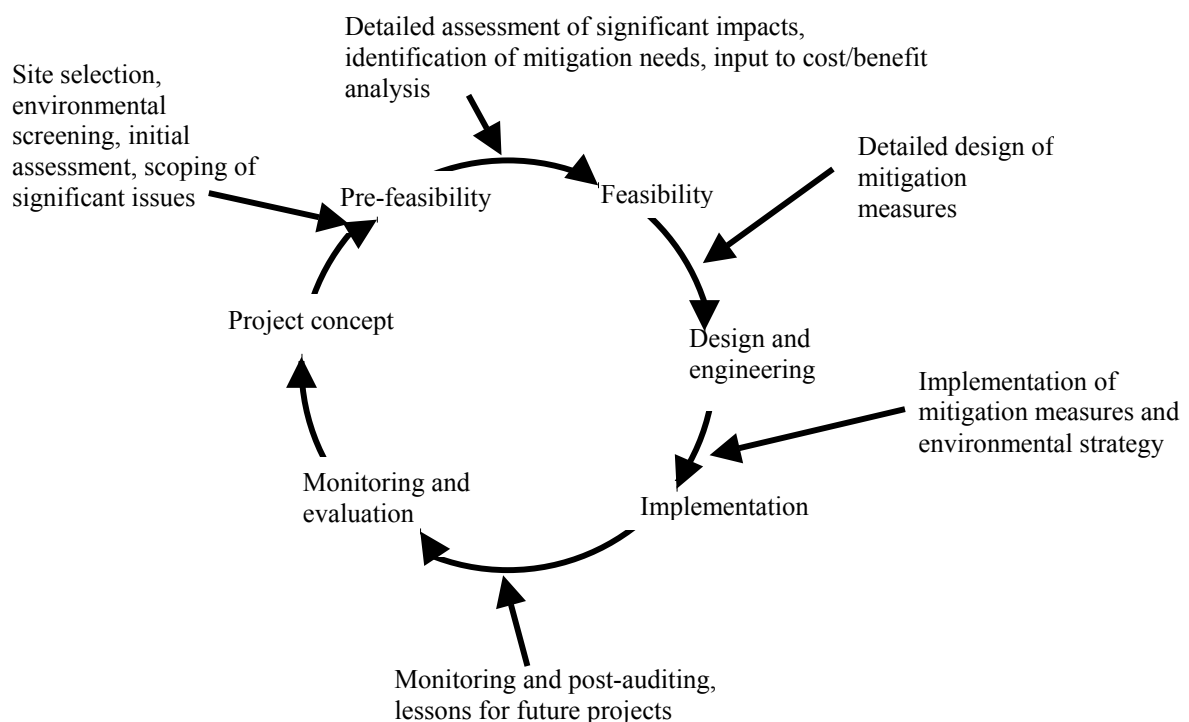 Detailed assessment of significant impacts,
identification of mitigation needs, input to cost/benefit
analysis
Site selection,
environmental
screening, initial
assessment, scoping of
significant issues
Pre-feasibility
Feasibility
Detailed design of
mitigation
measures
Project concept
Design and
engineering
Implementation of
mitigation measures and
environmental strategy
Monitoring and
evaluation
Implementation
Monitoring and post-auditing,
lessons for future projects